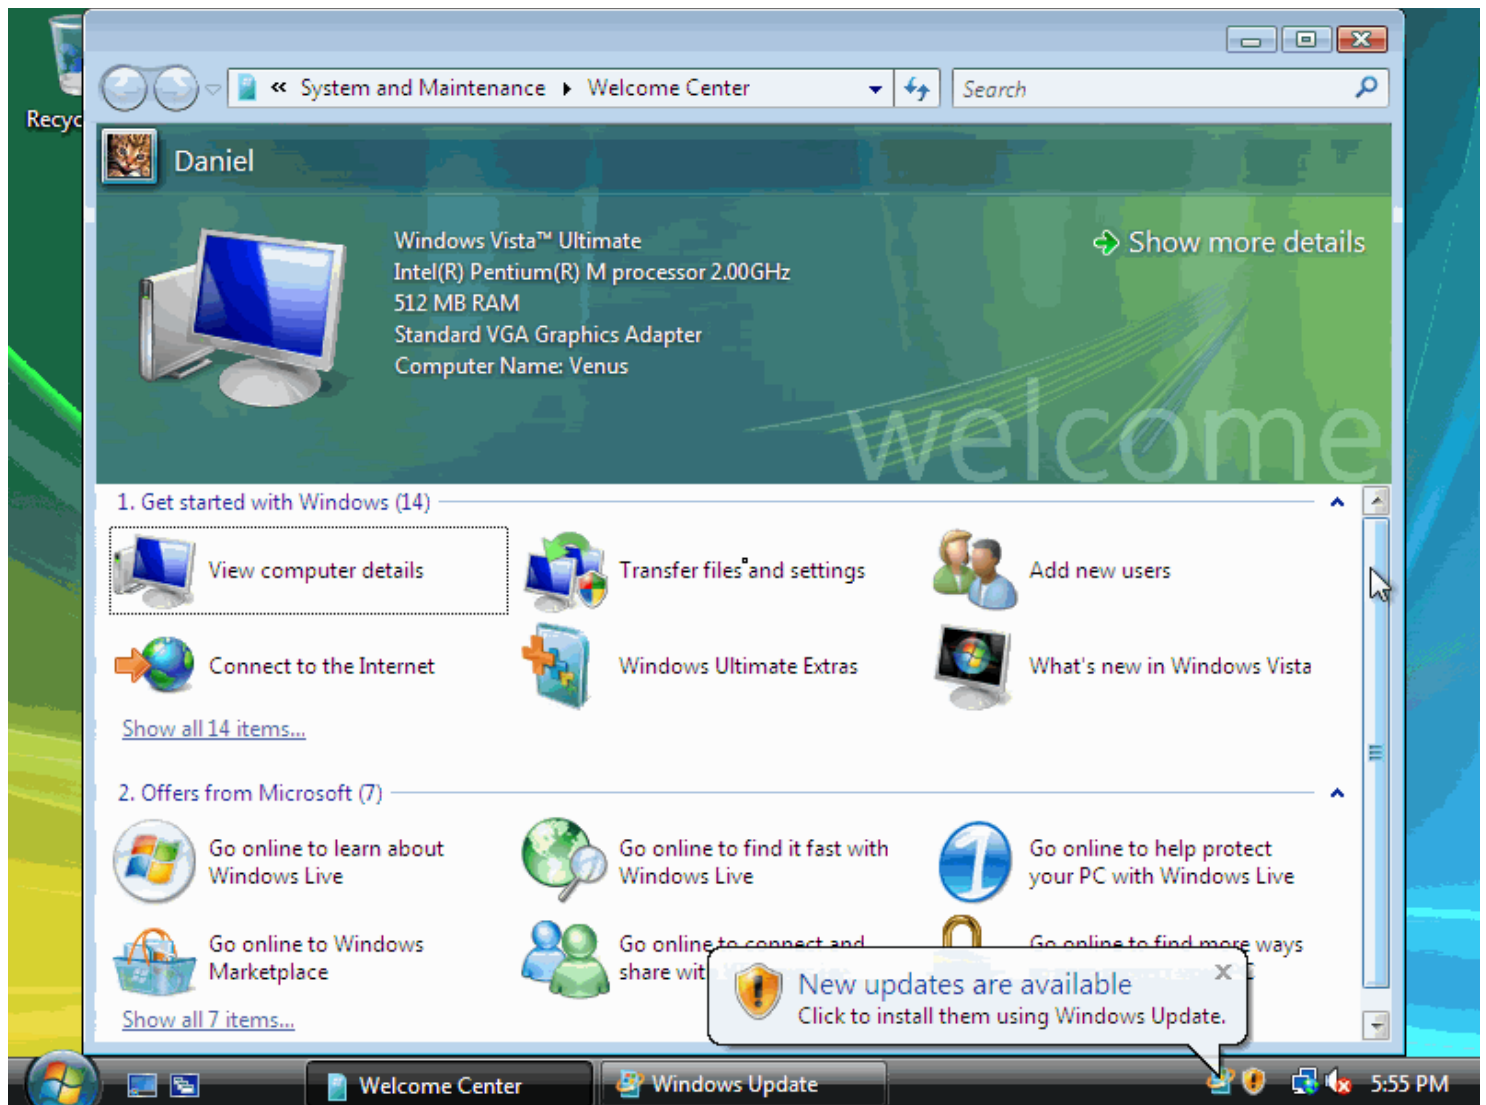 Recyc
« System and Maintenance ▸ Welcome Center
Search
Daniel
Windows Vista™ Ultimate
Intel(R) Pentium(R) M processor 2.00GHz
512 MB RAM
Standard VGA Graphics Adapter
Computer Name: Venus
Show more details
welcome
1. Get started with Windows (14)
View computer details
Transfer files and settings
Add new users
Connect to the Internet
Windows Ultimate Extras
What's new in Windows Vista
Show all 14 items...
2. Offers from Microsoft (7)
Go online to learn about
Windows Live
Go online to find it fast with
Windows Live
Go online to help protect
your PC with Windows Live
Go online to Windows
Marketplace
Go online to connect and
share wit
Go online to find more ways
Show all 7 items...
New updates are available
Click to install them using Windows Update.
Welcome Center
Windows Update
5:55 PM